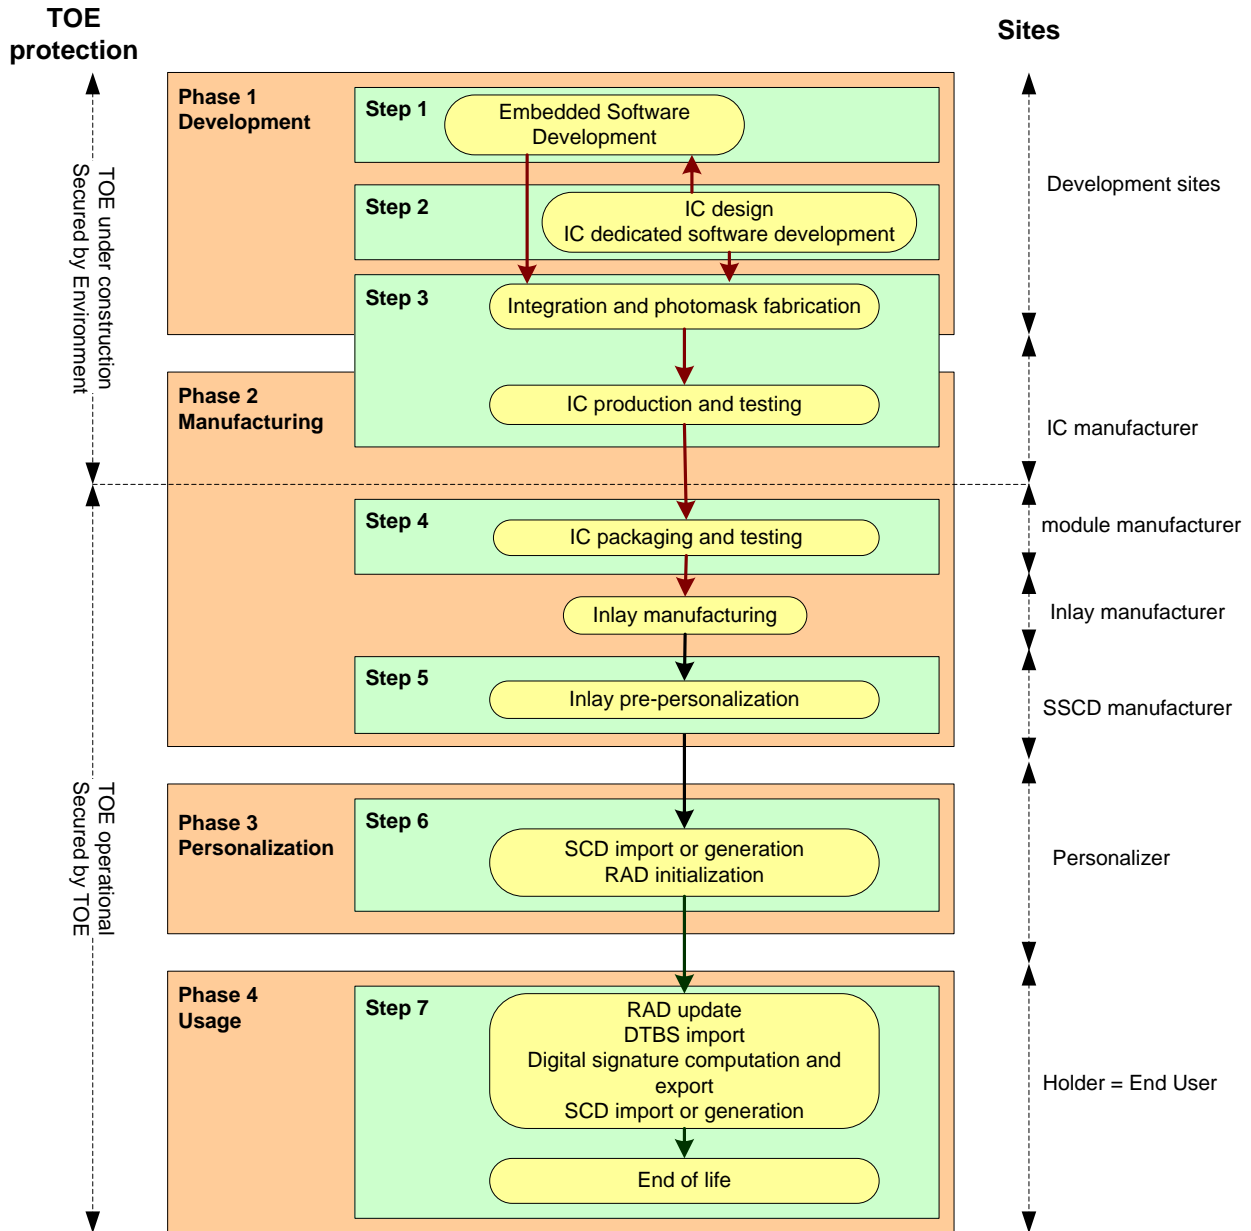 TOE
protection
Sites
Phase 1
Development
Step 1
Embedded Software
Development
Step 2
IC design
IC dedicated software development
Step 3
Integration and photomask fabrication
TOE under construction
Secured by Environment
Development sites
Phase 2
Manufacturing
IC production and testing
IC manufacturer
Step 4
IC packaging and testing
module manufacturer
Inlay manufacturing
Inlay manufacturer
Step 5
Inlay pre-personalization
SSCD manufacturer
TOE operational
Secured by TOE
Phase 3
Personalization
Step 6
SCD import or generation
RAD initialization
Personalizer
Phase 4
Usage
Step 7
RAD update
DTBS import
Digital signature computation and
export
SCD import or generation
Holder = End User
End of life